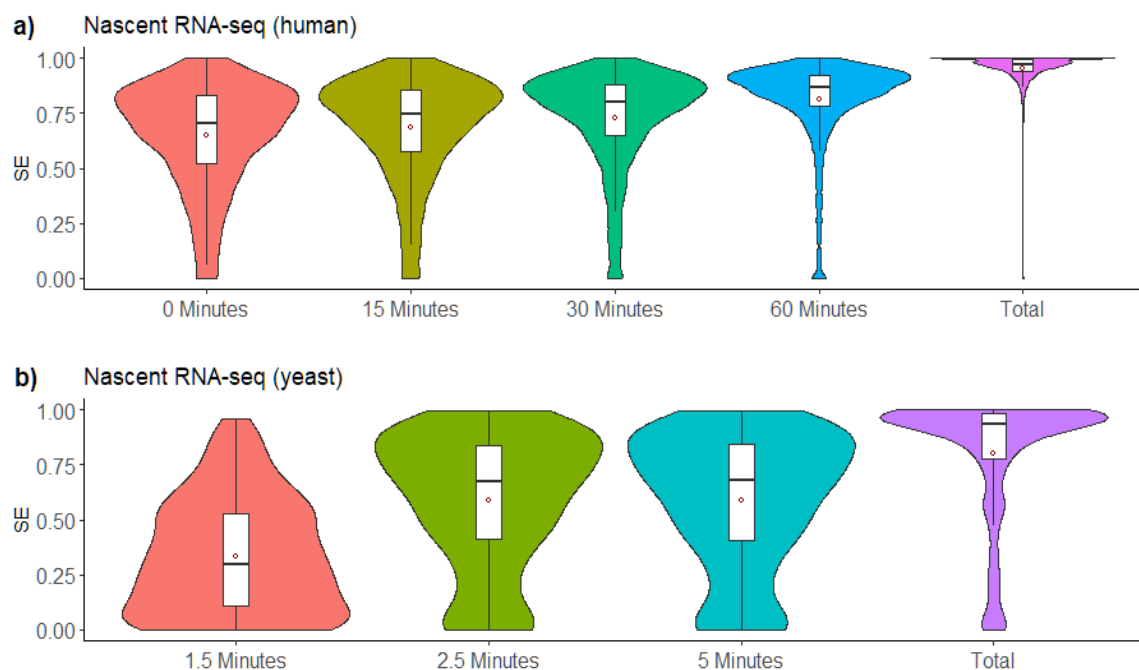 a) Nascent RNA-seq (human)
1.00
0.75
0.50
0.25
0.00
SE
0 Minutes 15 Minutes 30 Minutes 60 Minutes Total
b) Nascent RNA-seq (yeast)
1.00
0.75
0.50
0.25
0.00
SE
1.5 Minutes 2.5 Minutes 5 Minutes Total